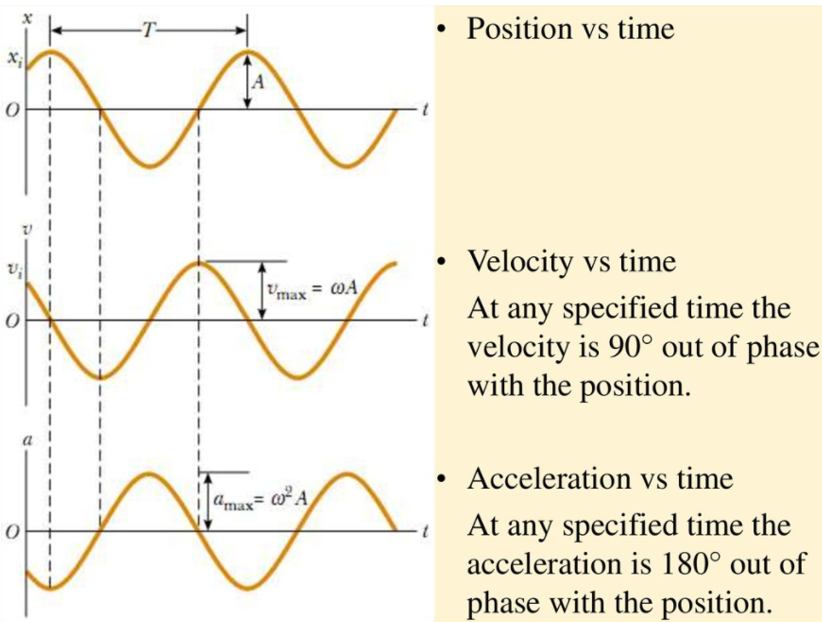 x
T
x_i
A
O
t
• Position vs time
v
v_i
v_max = ωA
O
t
• Velocity vs time
At any specified time the
velocity is 90° out of phase
with the position.
a
a_max = ω² A
O
t
• Acceleration vs time
At any specified time the
acceleration is 180° out of
phase with the position.